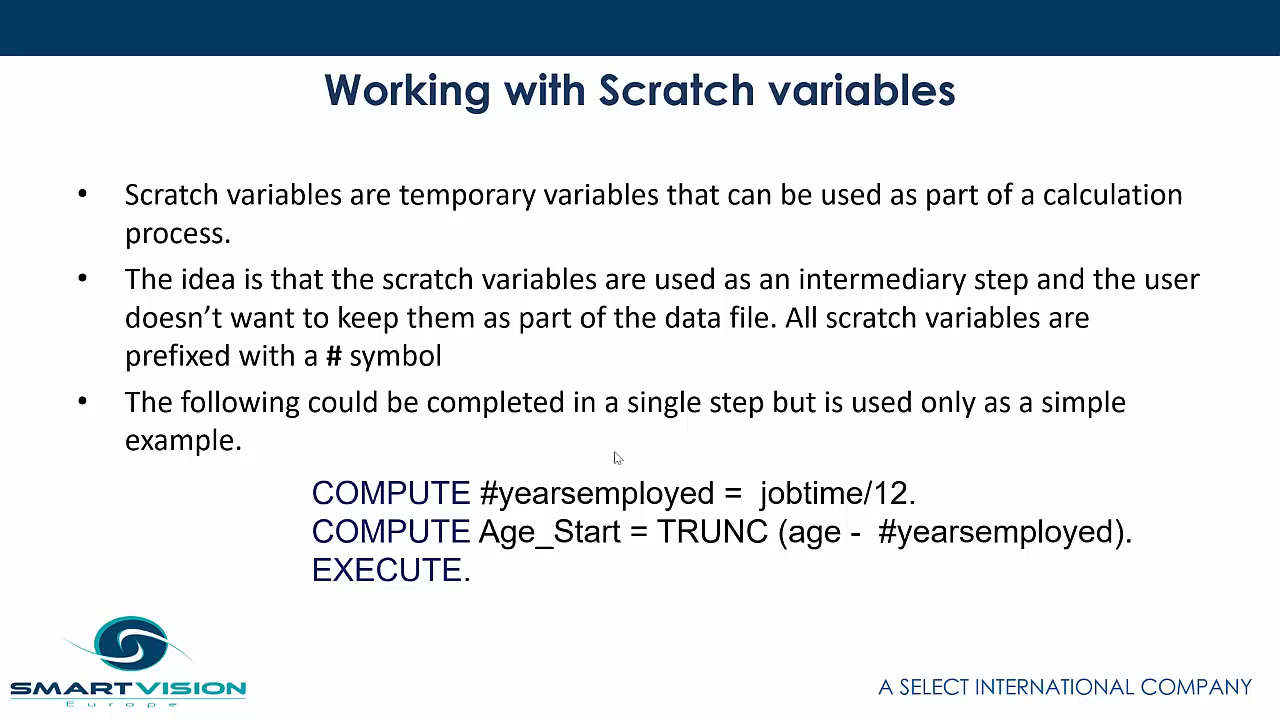 Working with Scratch variables
• Scratch variables are temporary variables that can be used as part of a calculation
process.
• The idea is that the scratch variables are used as an intermediary step and the user
doesn’t want to keep them as part of the data file. All scratch variables are
prefixed with a # symbol
• The following could be completed in a single step but is used only as a simple
example.
COMPUTE #yearsemployed =  jobtime/12.
COMPUTE Age_Start = TRUNC (age -  #yearsemployed).
EXECUTE.
SMARTVISION
Europe
A SELECT INTERNATIONAL COMPANY